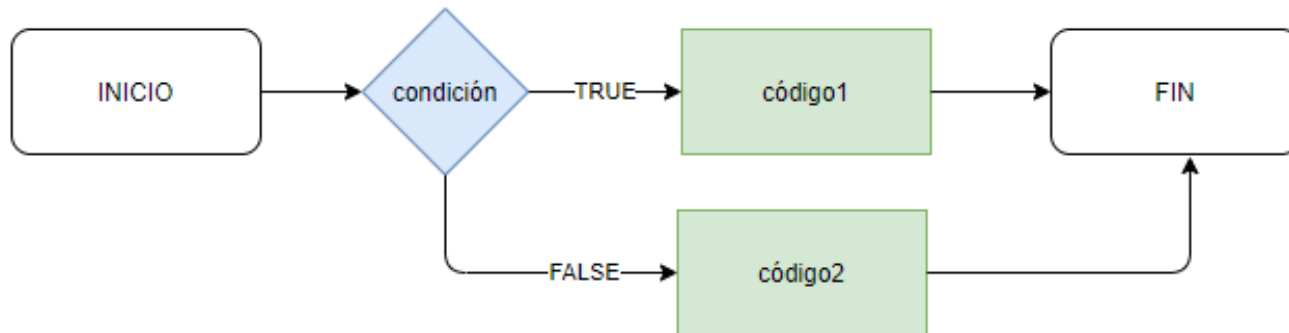 INICIO
condición
TRUE
código1
FIN
FALSE
código2